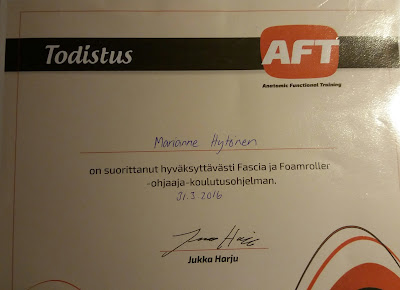 Todistus
AFT
Anatomic Functional Training
Marianne Hytönen
on suorittanut hyväksyttävästi Fascia ja Foamroller
-ohjaaja-koulutusohjelman.
31.3.2016
Jukka Harju